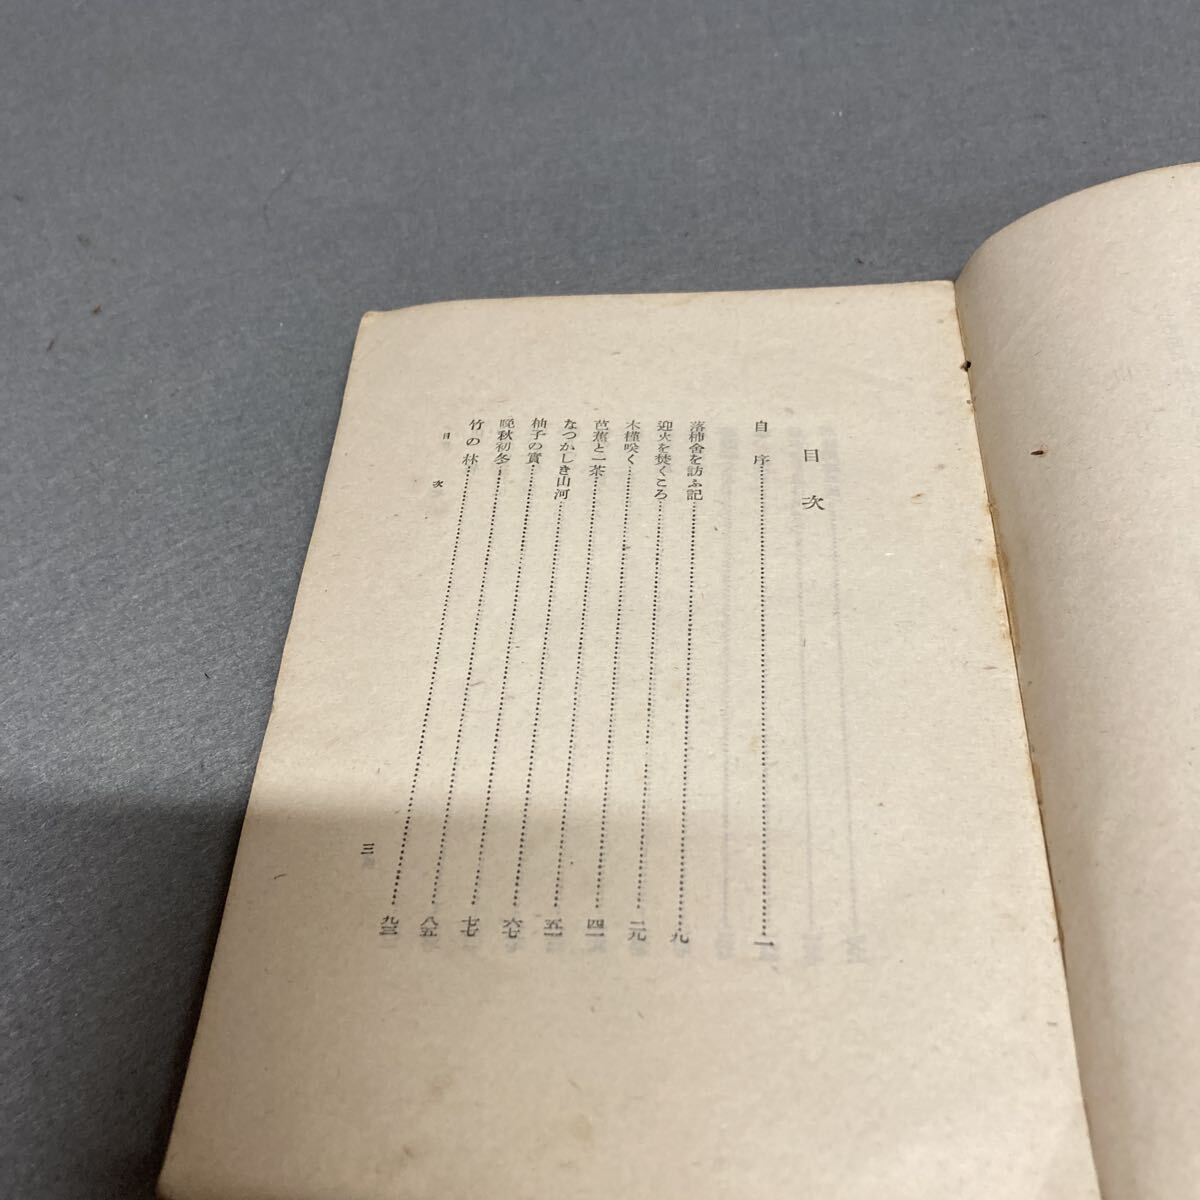 目次
自序……一
落柿舎を訪ふ記……九
迎火を焚くころ……二九
木槿咲く……四一
芭蕉と一茶……五一
なつかしき山河……六七
柚子の實……七七
晩秋初冬……八五
竹の林……九三
目次
三